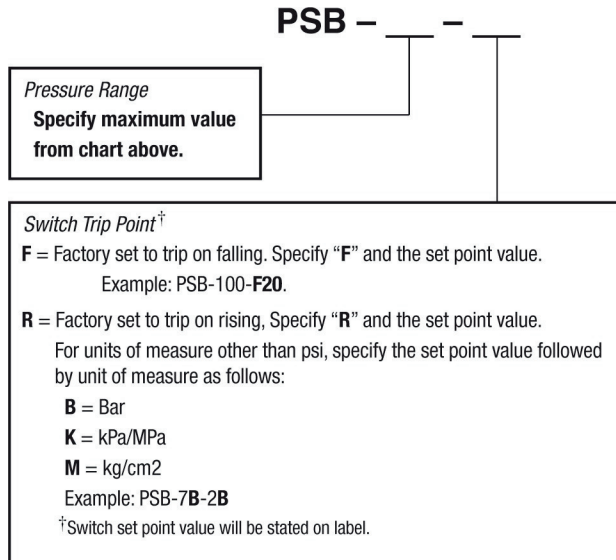 PSB – ___ – ___
Pressure Range
Specify maximum value
from chart above.
Switch Trip Point†
F = Factory set to trip on falling. Specify “F” and the set point value.
Example: PSB-100-F20.
R = Factory set to trip on rising, Specify “R” and the set point value.
For units of measure other than psi, specify the set point value followed
by unit of measure as follows:
B = Bar
K = kPa/MPa
M = kg/cm2
Example: PSB-7B-2B
†Switch set point value will be stated on label.